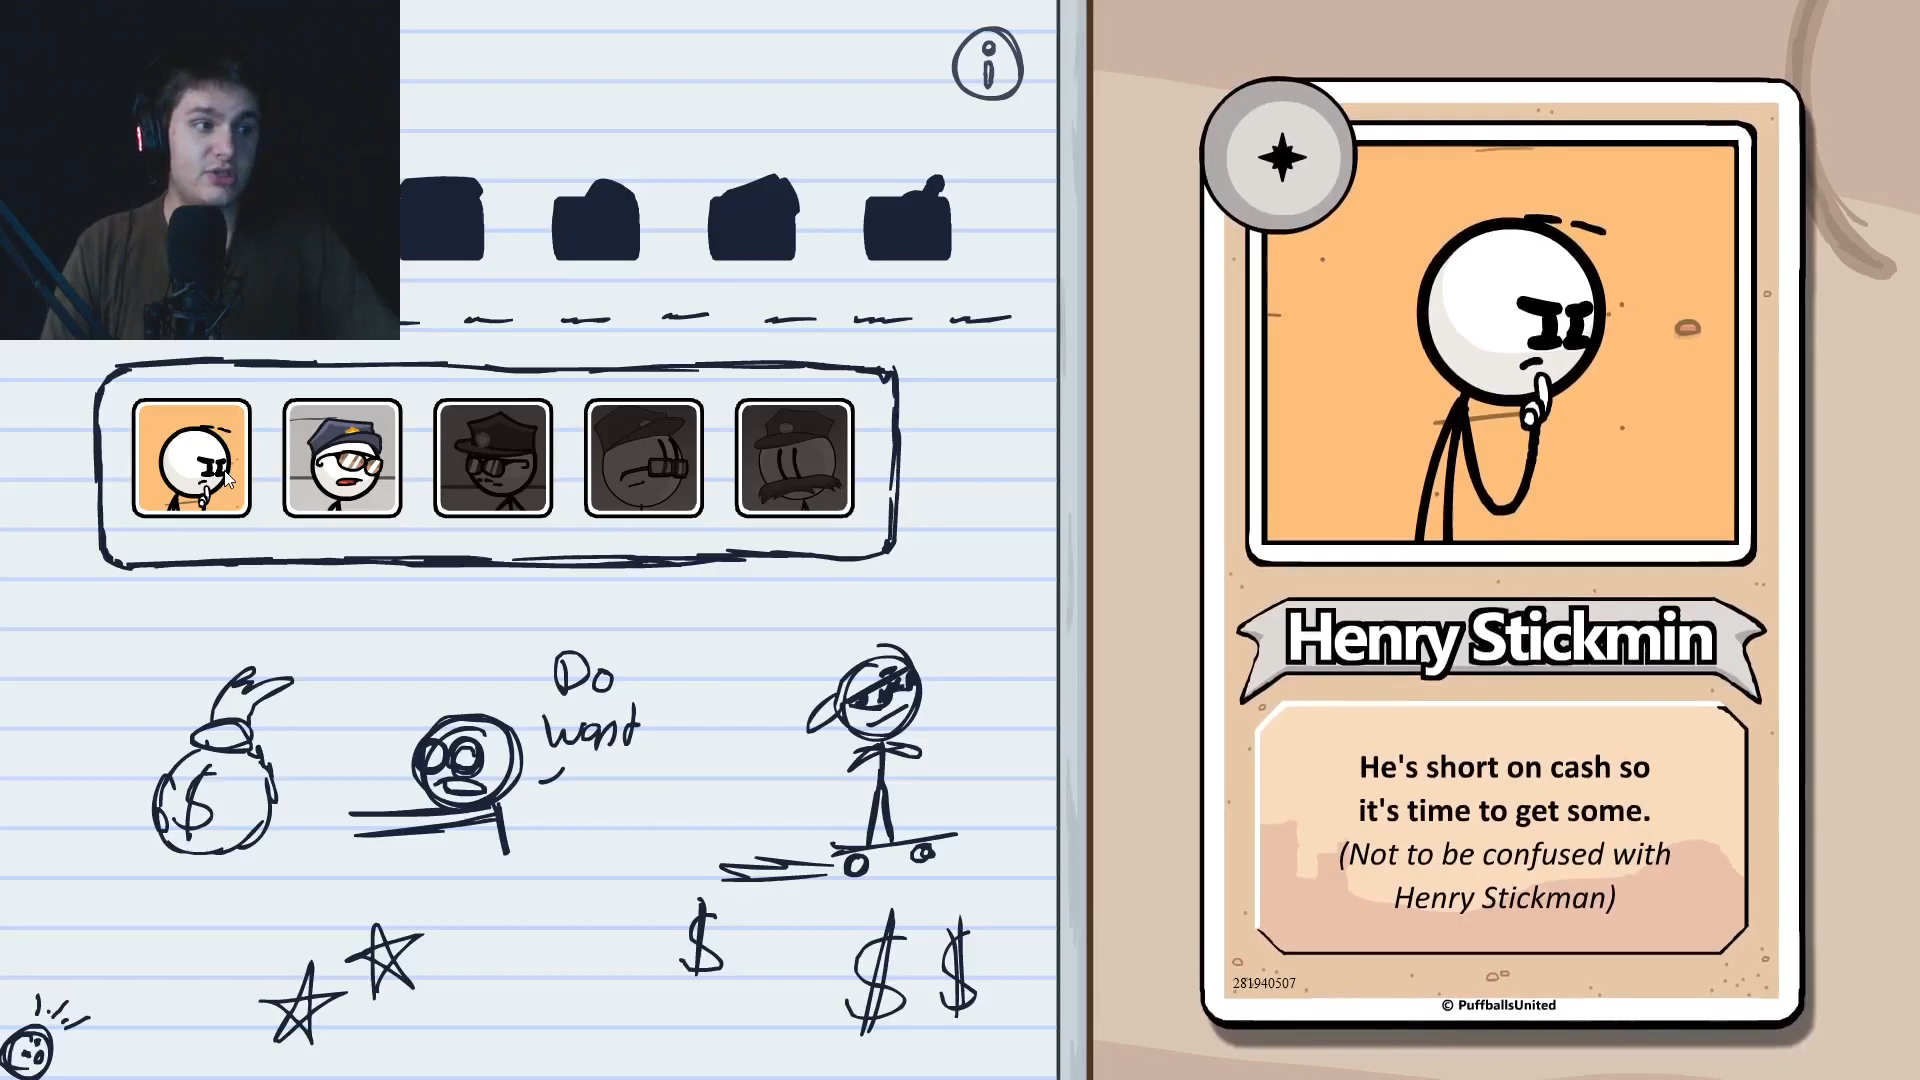 i
Do
want
$
$
$ $
Henry Stickmin
He's short on cash so
it's time to get some.
(Not to be confused with
Henry Stickman)
281940507
© PuffballsUnited